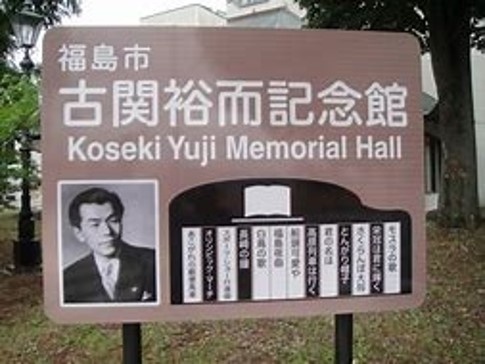 福島市
古関裕而記念館
Koseki Yuji Memorial Hall
モスラの歌
栄冠は君に輝く
さくらんぼ大将
とんがり帽子
君の名は
高原列車は行く
船頭可愛や
福島夜曲
白鳥の歌
長崎の鐘
スポーツショー行進曲
オリンピック・マーチ
あこがれの郵便馬車